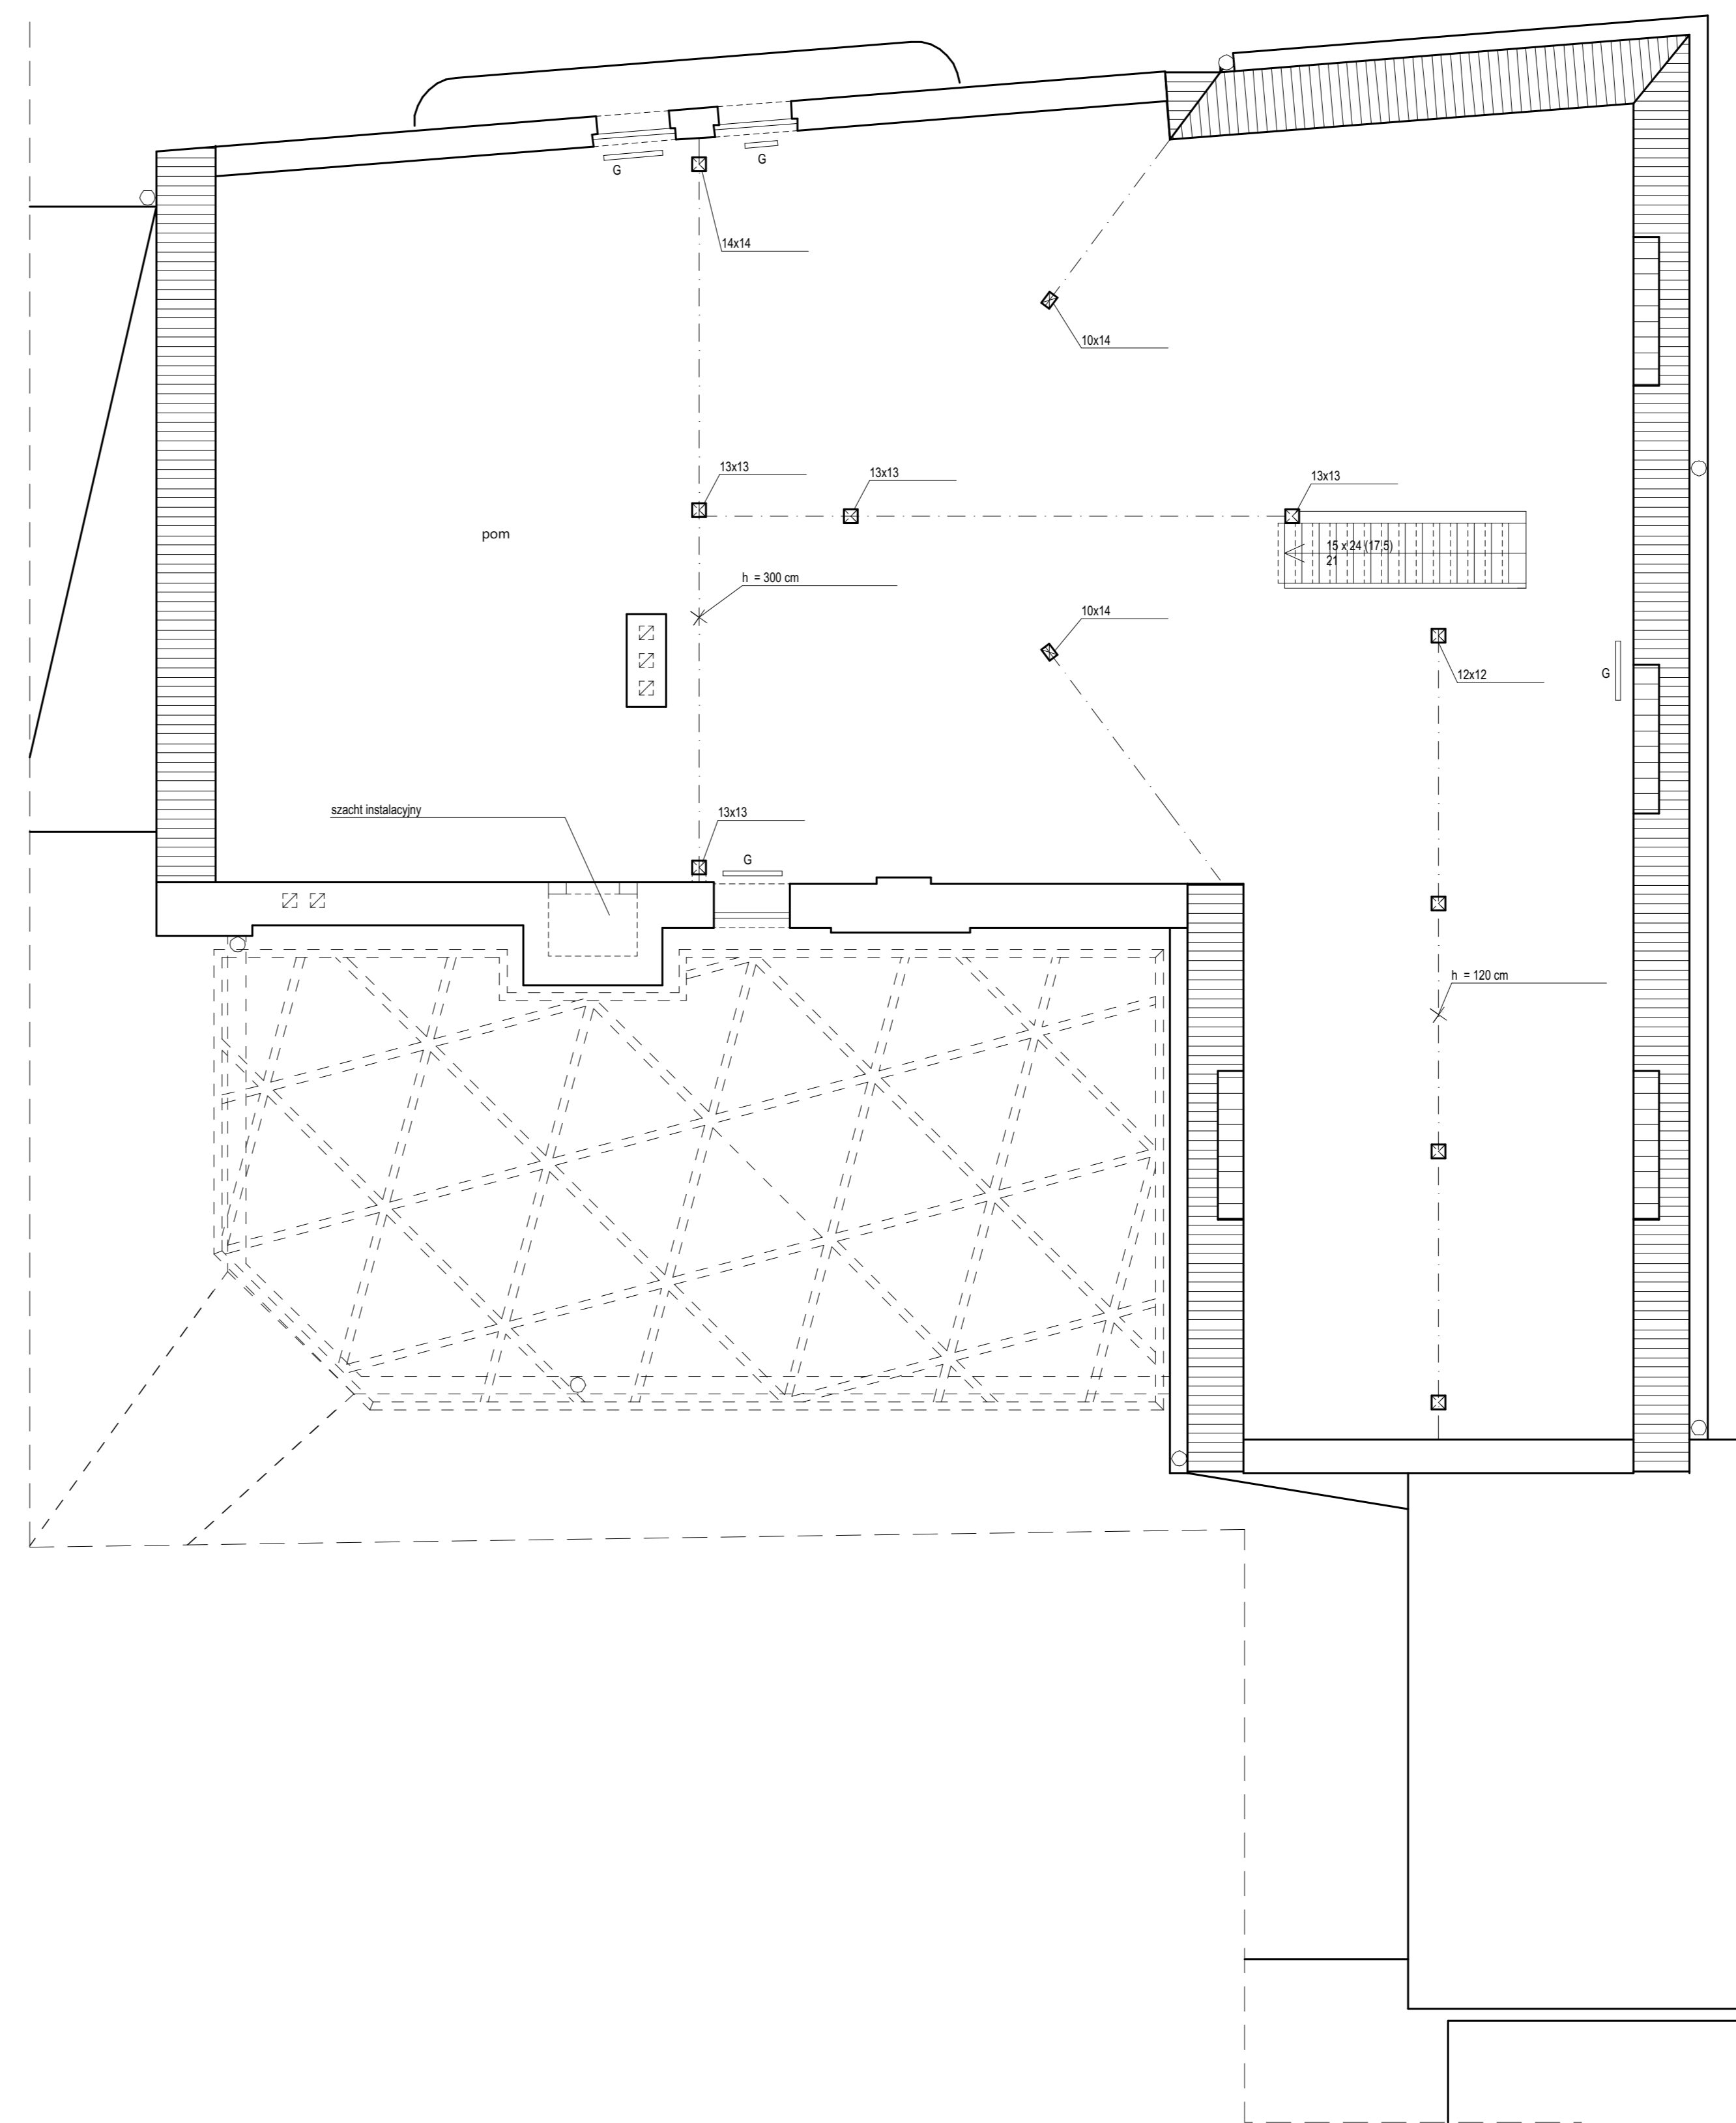 G
G
14x14
10x14
13x13
13x13
13x13
pom
15 x 24 (17,5)
21
h = 300 cm
10x14
12x12
G
szacht instalacyjny
13x13
G
h = 120 cm